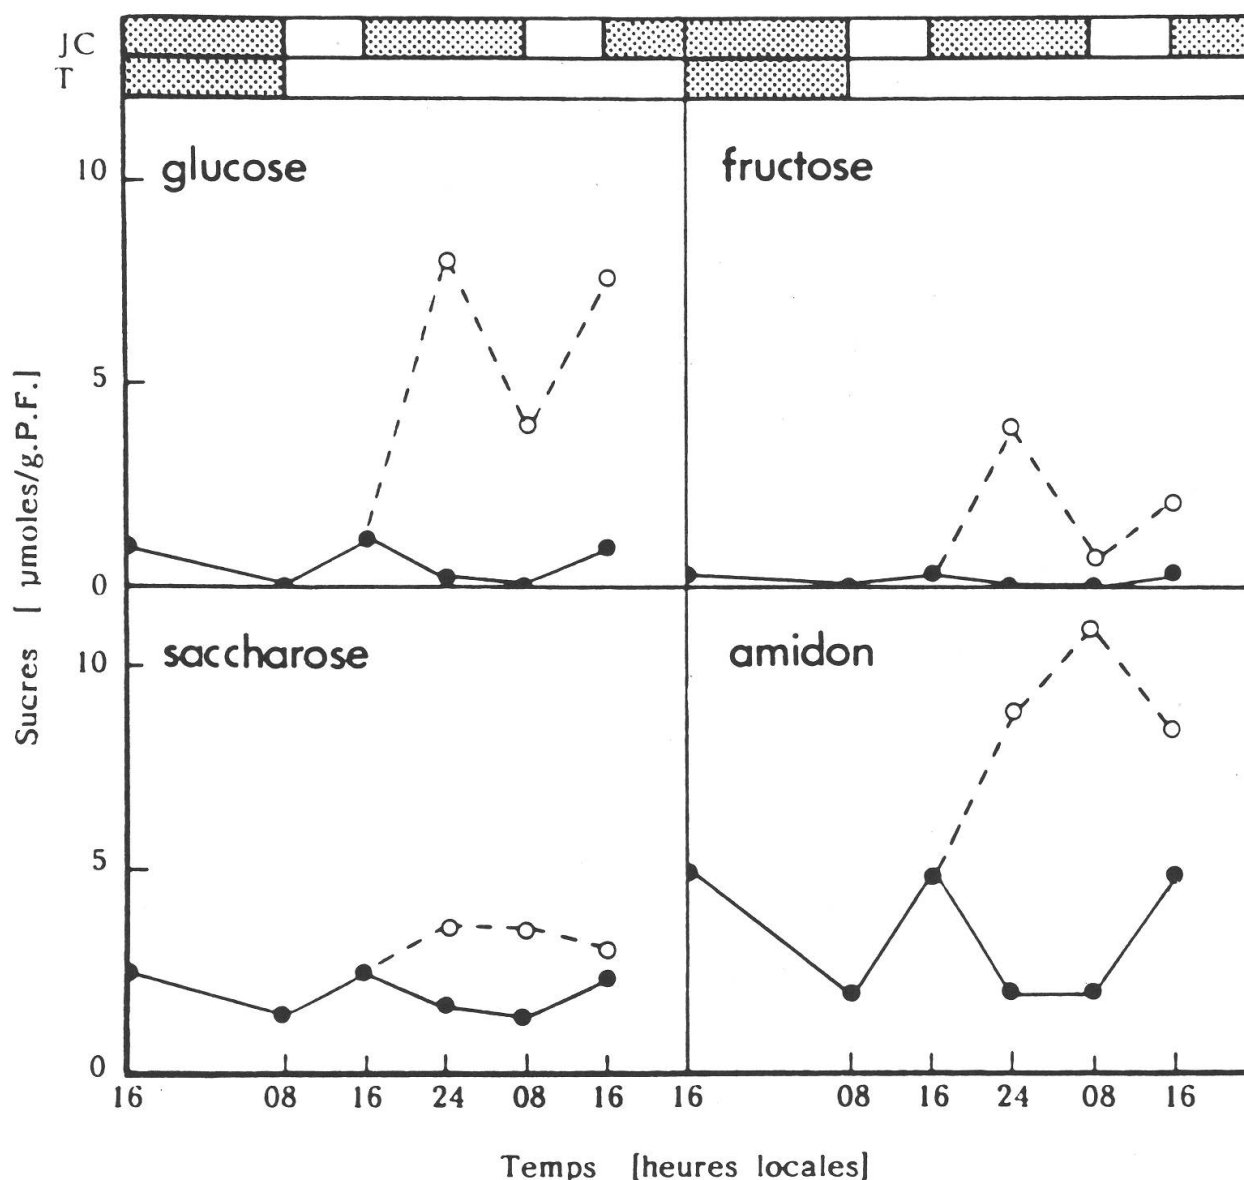 JC
T
10
glucose
fructose
5
0
saccharose
amidon
10
5
0
Sucres [ µmoles/g.P.F.]
16 08 16 24 08 16 16 08 16 24 08 16
Temps [heures locales]